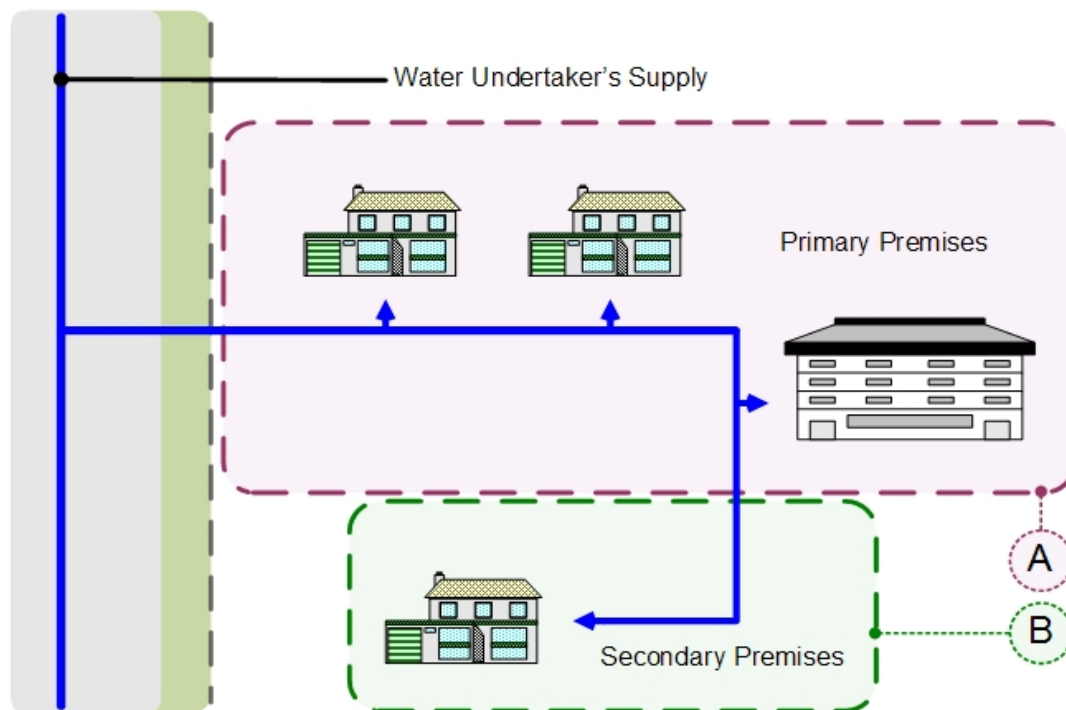 Water Undertaker’s Supply
Primary Premises
A
B
Secondary Premises